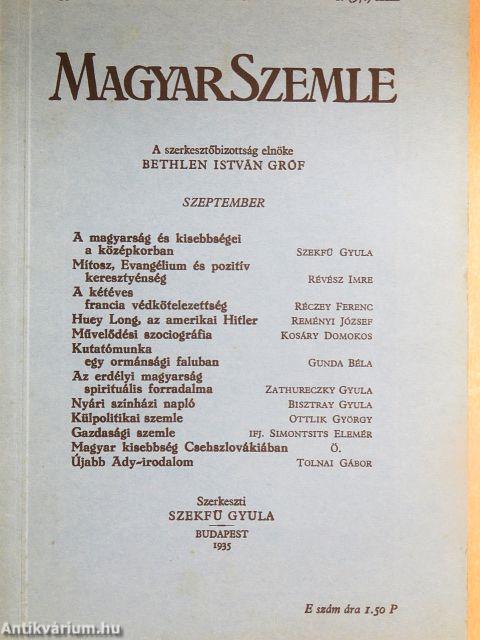 MAGYAR SZEMLE
A szerkesztőbizottság elnöke
BETHLEN ISTVÁN GRÓF
SZEPTEMBER
A magyarság és kisebbségei
a középkorban SZEKFŰ GYULA
Mítosz, Evangélium és pozitív
keresztyénség RÉVÉSZ IMRE
A kétéves
francia védkötelezettség RÉCZEY FERENC
Huey Long, az amerikai Hitler REMÉNYI JÓZSEF
Művelődési szociográfia KOSÁRY DOMOKOS
Kutatómunka
egy ormánsági faluban GUNDA BÉLA
Az erdélyi magyarság
spirituális forradalma ZATHURECZKY GYULA
Nyári színházi napló BISZTRAY GYULA
Külpolitikai szemle OTTLIK GYÖRGY
Gazdasági szemle IFJ. SIMONTSITS ELEMÉR
Magyar kisebbség Csehszlovákiában Ö.
Újabb Ady-irodalom TOLNAI GÁBOR
Szerkeszti
SZEKFŰ GYULA
BUDAPEST
1935
E szám ára 1.50 P
Antikvárium.hu